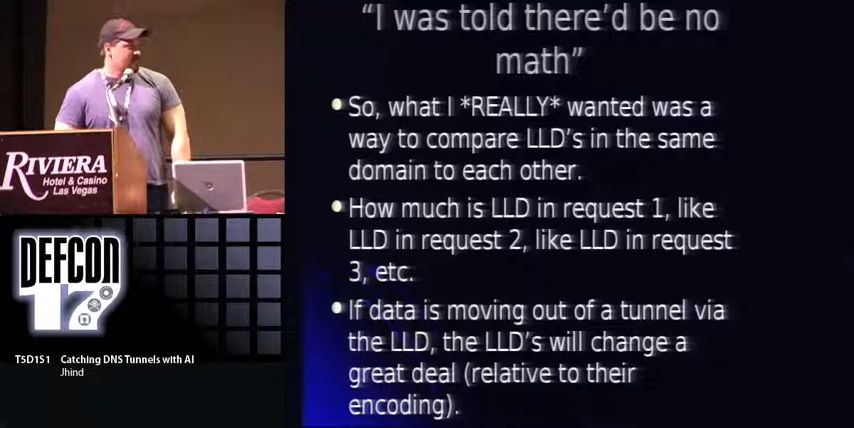 “I was told there’d be no
math”
So, what I *REALLY* wanted was a
way to compare LLD’s in the same
domain to each other.
How much is LLD in request 1, like
LLD in request 2, like LLD in request
3, etc.
If data is moving out of a tunnel via
the LLD, the LLD’s will change a
great deal (relative to their
encoding).
RIVIERA
Hotel & Casino
Las Vegas
DEFCON
17
T5D1S1 Catching DNS Tunnels with AI
Jhind